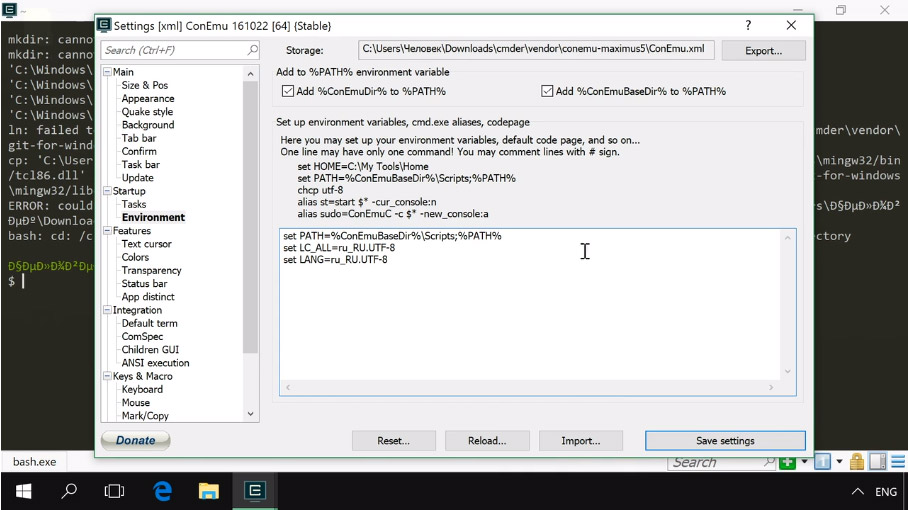 Settings [xml] ConEmu 161022 [64] {Stable}
?
Search (Ctrl+F)
Storage:
C:\Users\Человек\Downloads\cmder\vendor\conemu-maximus5\ConEmu.xml
Export...
Main
Size & Pos
Appearance
Quake style
Background
Tab bar
Confirm
Task bar
Update
Startup
Tasks
Environment
Features
Text cursor
Colors
Transparency
Status bar
App distinct
Integration
Default term
ComSpec
Children GUI
ANSI execution
Keys & Macro
Keyboard
Mouse
Mark/Copy
Add to %PATH% environment variable
Add %ConEmuDir% to %PATH%
Add %ConEmuBaseDir% to %PATH%
Set up environment variables, cmd.exe aliases, codepage
Here you may set up your environment variables, default code page, and so on...
One line may have only one command! You may comment lines with # sign.
set HOME=C:\My Tools\Home
set PATH=%ConEmuBaseDir%\Scripts;%PATH%
chcp utf-8
alias st=start $* -cur_console:n
alias sudo=ConEmuC -c $* -new_console:a
set PATH=%ConEmuBaseDir%\Scripts;%PATH%
set LC_ALL=ru_RU.UTF-8
set LANG=ru_RU.UTF-8
Donate
Reset...
Reload...
Import...
Save settings
mkdir: canno
mkdir: canno
'C:\Windows\
'C:\Windows\
'C:\Windows\
'C:\Windows\
ln: failed t
mder\vendor\
git-for-wind
cp: 'C:\User
ingw32/bin
/tcl86.dll'
-for-windows
\mingw32/lib
ERROR: could
bash: cd: /c
ectory
$
bash.exe
Search
1
ENG